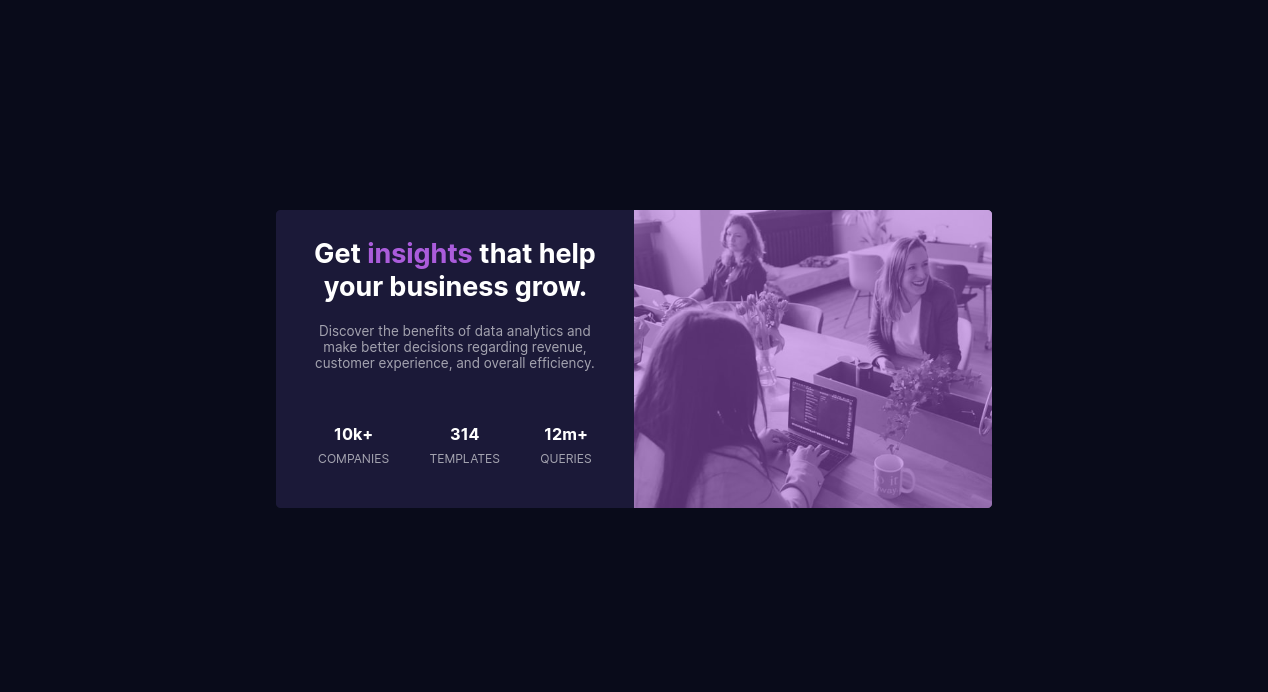 Get insights that help
your business grow.
Discover the benefits of data analytics and
make better decisions regarding revenue,
customer experience, and overall efficiency.
10k+ 314 12m+
COMPANIES TEMPLATES QUERIES